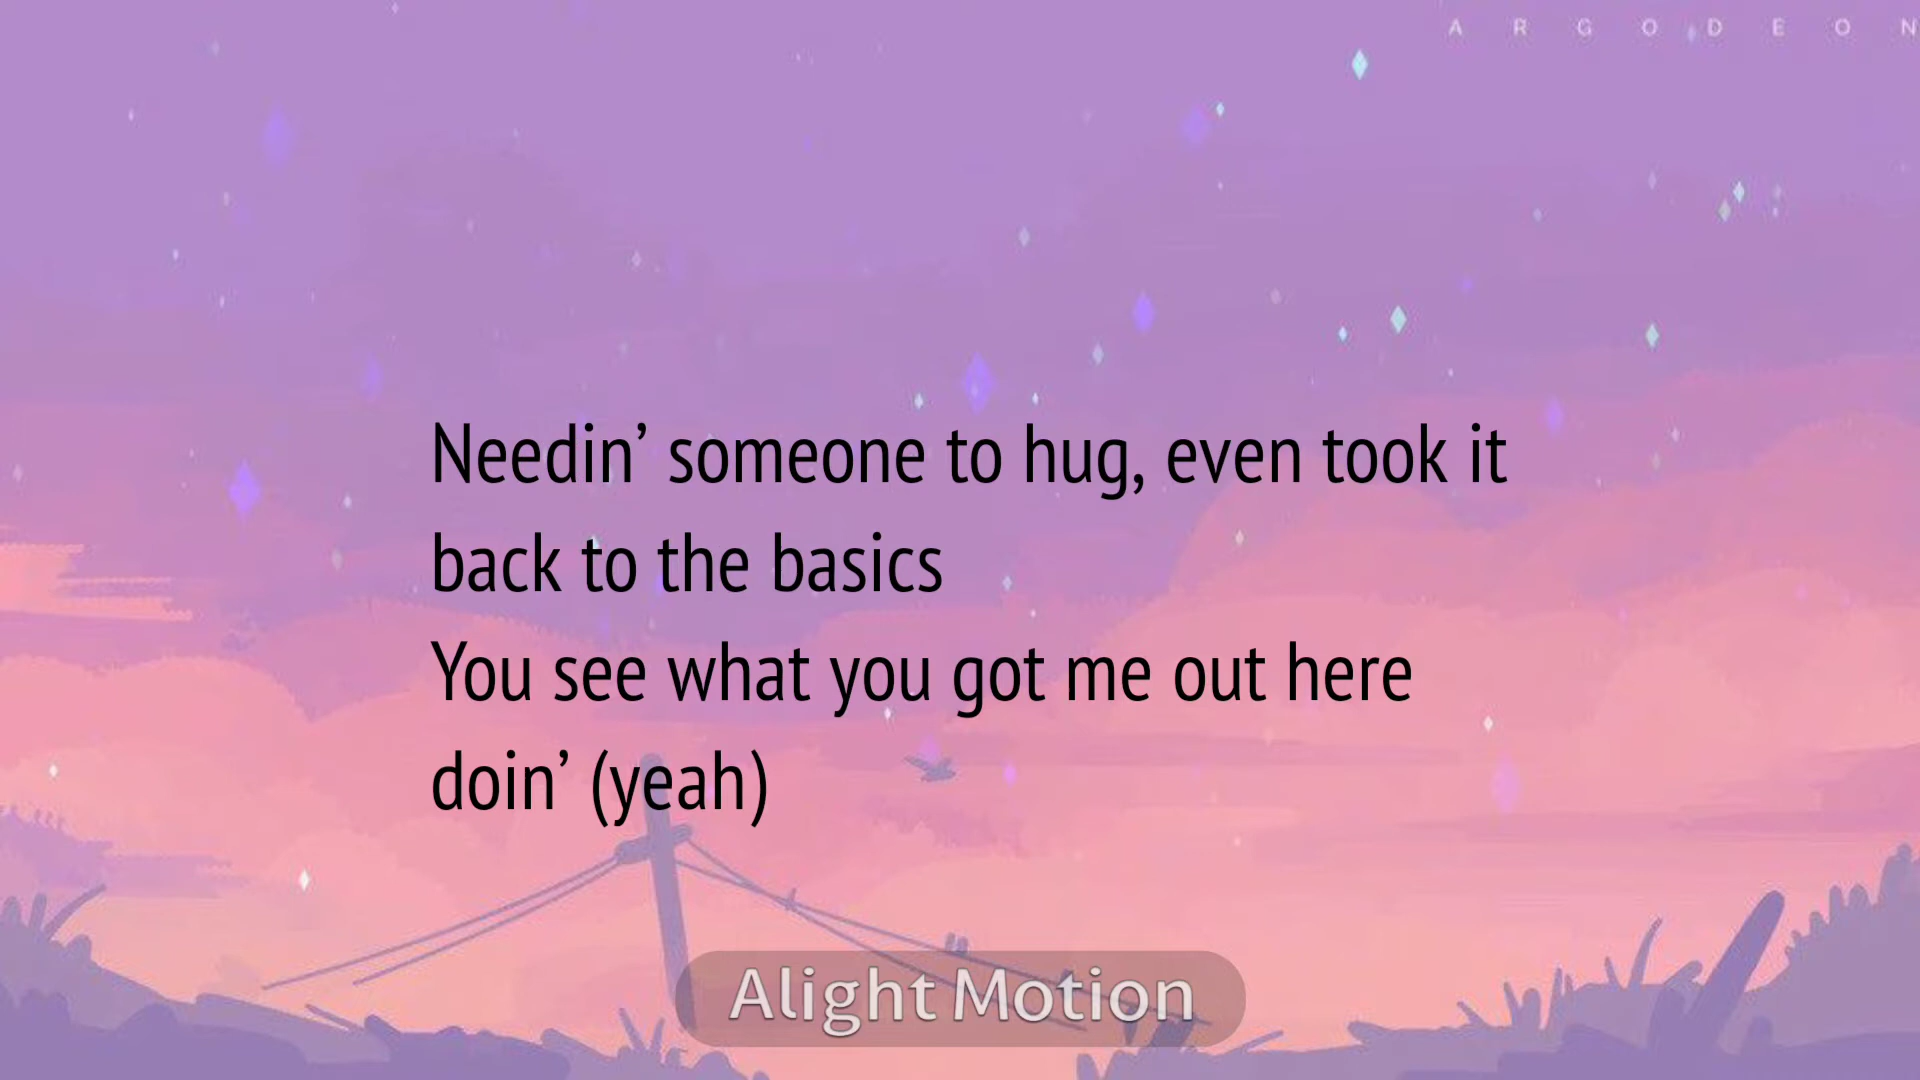 ARGODEON
Needin’ someone to hug, even took it
back to the basics
You see what you got me out here
doin’ (yeah)
Alight Motion